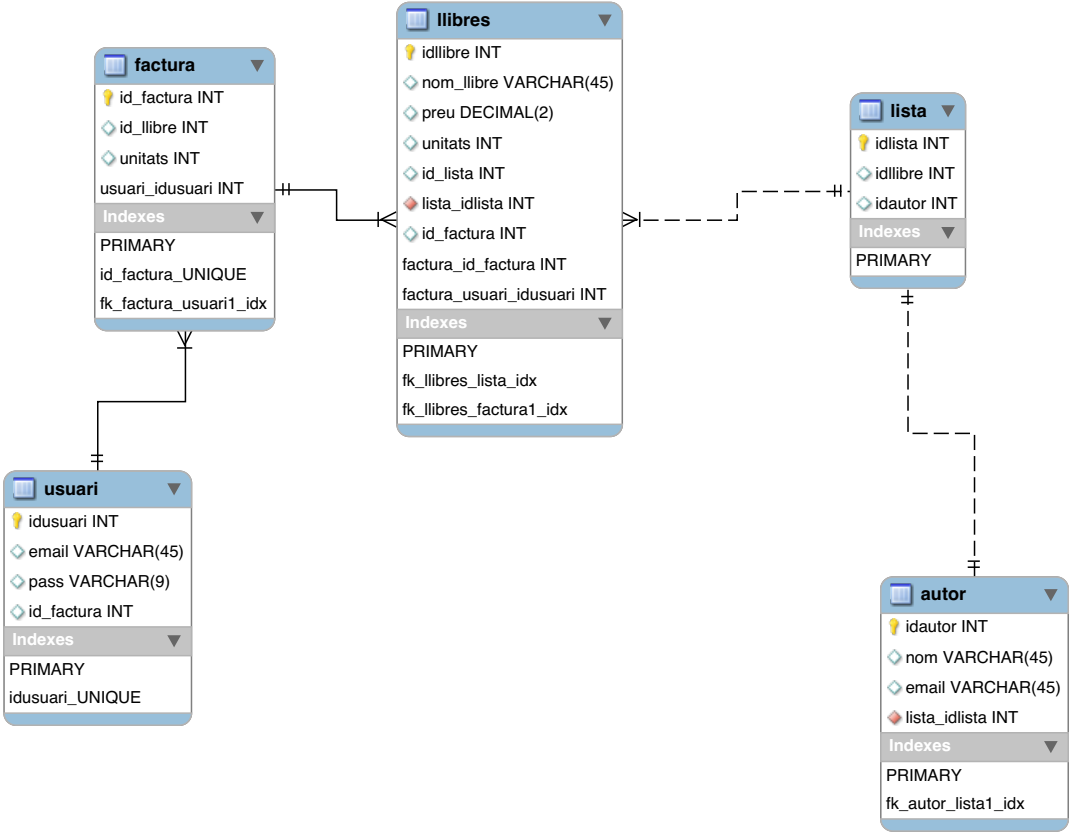 factura
id_factura INT
id_llibre INT
unitats INT
usuari_idusuari INT
Indexes
PRIMARY
id_factura_UNIQUE
fk_factura_usuari1_idx
llibres
idllibre INT
nom_llibre VARCHAR(45)
preu DECIMAL(2)
unitats INT
id_lista INT
lista_idlista INT
id_factura INT
factura_id_factura INT
factura_usuari_idusuari INT
Indexes
PRIMARY
fk_llibres_lista_idx
fk_llibres_factura1_idx
lista
idlista INT
idllibre INT
idautor INT
Indexes
PRIMARY
usuari
idusuari INT
email VARCHAR(45)
pass VARCHAR(9)
id_factura INT
Indexes
PRIMARY
idusuari_UNIQUE
autor
idautor INT
nom VARCHAR(45)
email VARCHAR(45)
lista_idlista INT
Indexes
PRIMARY
fk_autor_lista1_idx